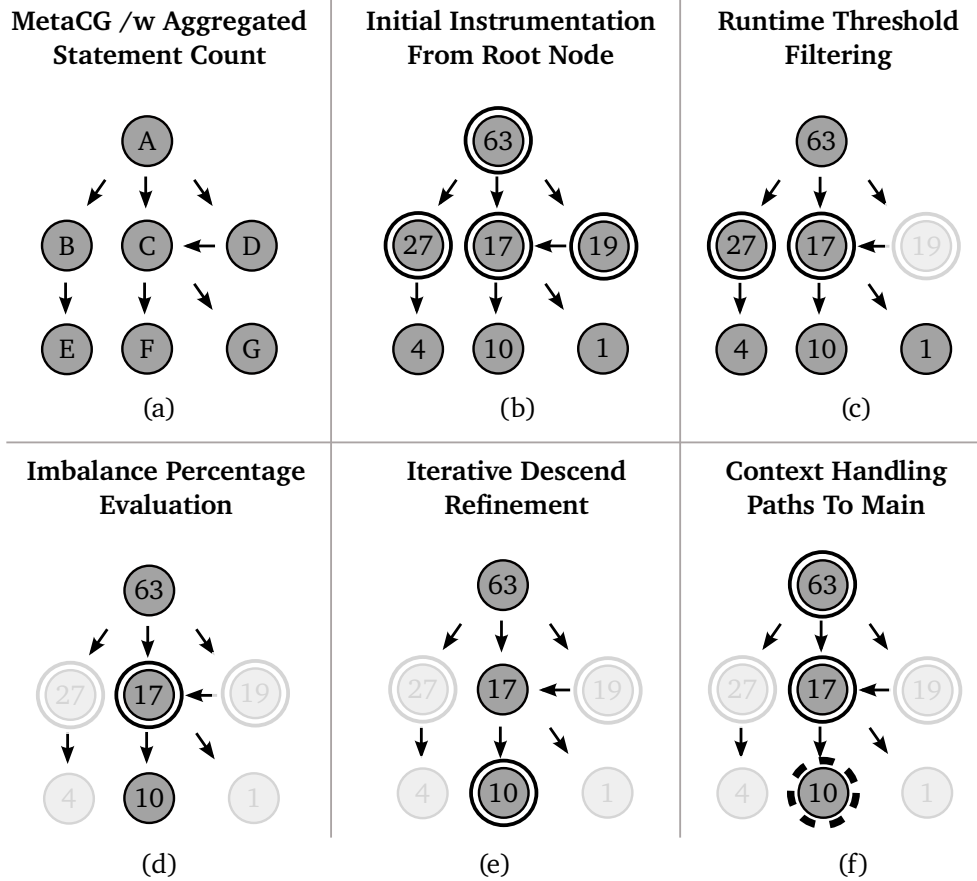 MetaCG /w Aggregated
Statement Count
A
B C D
E F G
(a)
Initial Instrumentation
From Root Node
63
27 17 19
4 10 1
(b)
Runtime Threshold
Filtering
63
27 17 19
4 10 1
(c)
Imbalance Percentage
Evaluation
63
27 17 19
4 10 1
(d)
Iterative Descend
Refinement
63
27 17 19
4 10 1
(e)
Context Handling
Paths To Main
63
27 17 19
4 10 1
(f)